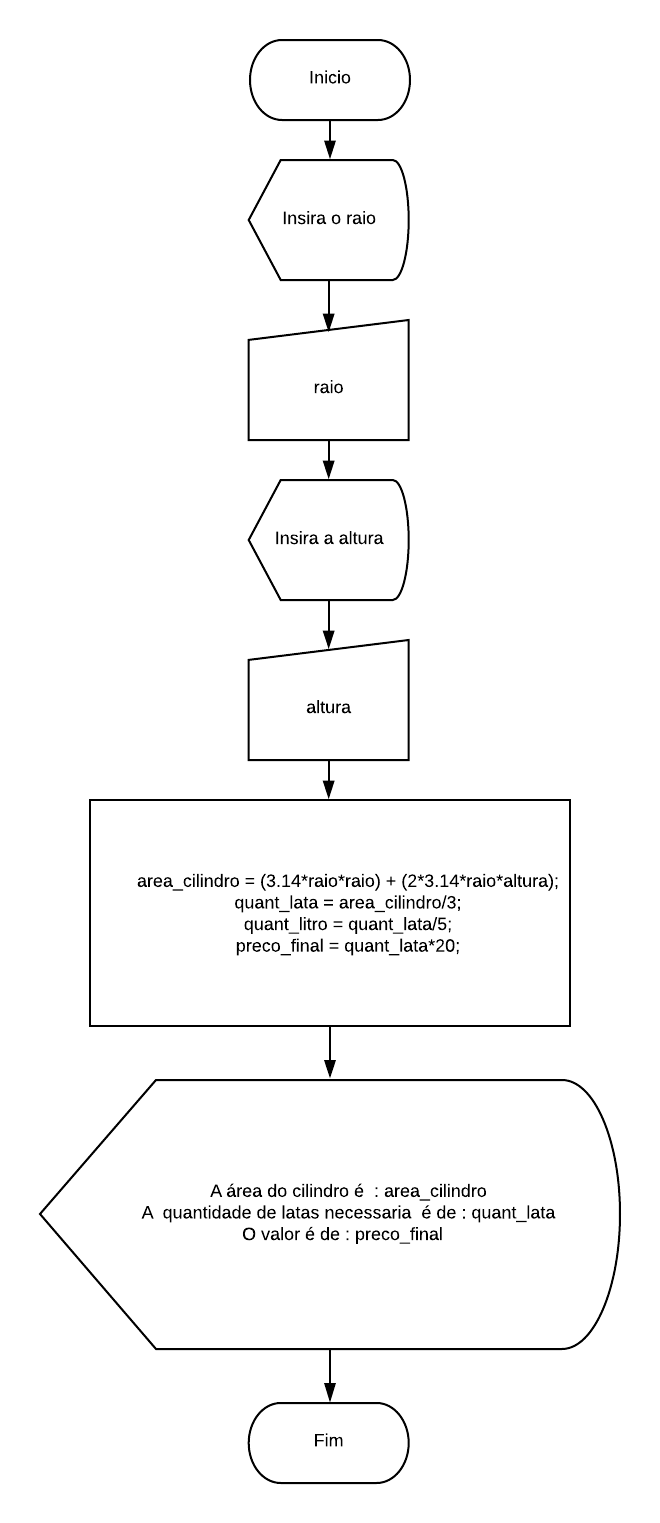 Inicio
Insira o raio
raio
Insira a altura
altura
area_cilindro = (3.14*raio*raio) + (2*3.14*raio*altura);
quant_lata = area_cilindro/3;
quant_litro = quant_lata/5;
preco_final = quant_lata*20;
A área do cilindro é  : area_cilindro
A  quantidade de latas necessaria  é de : quant_lata
O valor é de : preco_final
Fim